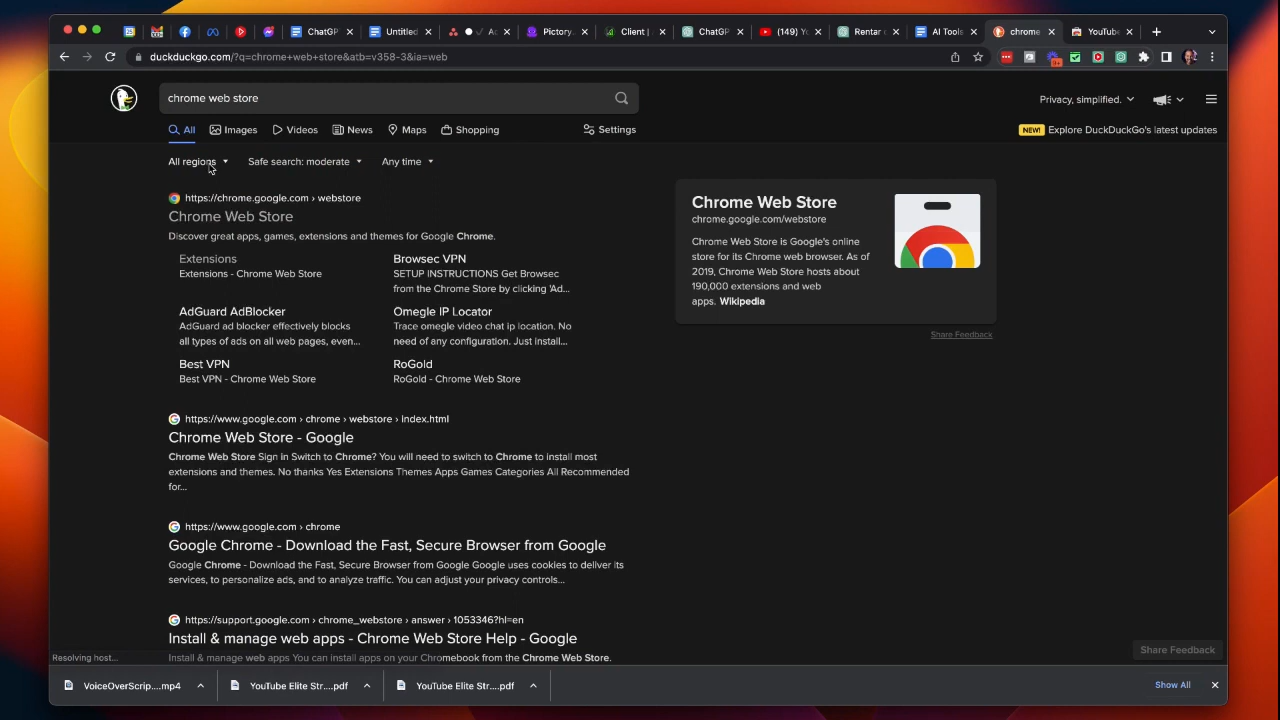 ChatGP
Untitled
Ac
Pictory.
Client |
ChatGP
(149) Yo
Rentar c
AI Tools
chrome
YouTube
duckduckgo.com/?q=chrome+web+store&atb=v358-3&ia=web
9+
chrome web store
Privacy, simplified.
All
Images
Videos
News
Maps
Shopping
Settings
NEW! Explore DuckDuckGo's latest updates
All regions
Safe search: moderate
Any time
https://chrome.google.com › webstore
Chrome Web Store
Discover great apps, games, extensions and themes for Google Chrome.
Extensions
Extensions - Chrome Web Store
Browsec VPN
SETUP INSTRUCTIONS Get Browsec
from the Chrome Store by clicking 'Ad...
AdGuard AdBlocker
AdGuard ad blocker effectively blocks
all types of ads on all web pages, even...
Omegle IP Locator
Trace omegle video chat ip location. No
need of any configuration. Just install...
Best VPN
Best VPN - Chrome Web Store
RoGold
RoGold - Chrome Web Store
Chrome Web Store
chrome.google.com/webstore
Chrome Web Store is Google's online
store for its Chrome web browser. As of
2019, Chrome Web Store hosts about
190,000 extensions and web
apps. Wikipedia
Share Feedback
https://www.google.com › chrome › webstore › index.html
Chrome Web Store - Google
Chrome Web Store Sign in Switch to Chrome? You will need to switch to Chrome to install most
extensions and themes. No thanks Yes Extensions Themes Apps Games Categories All Recommended
for...
https://www.google.com › chrome
Google Chrome - Download the Fast, Secure Browser from Google
Google Chrome - Download the Fast, Secure Browser from Google Google uses cookies to deliver its
services, to personalize ads, and to analyze traffic. You can adjust your privacy controls...
https://support.google.com › chrome_webstore › answer › 1053346?hl=en
Install & manage web apps - Chrome Web Store Help - Google
Install & manage web apps You can install apps on your Chromebook from the Chrome Web Store.
Share Feedback
Resolving host...
VoiceOverScrip....mp4
YouTube Elite Str....pdf
YouTube Elite Str....pdf
Show All